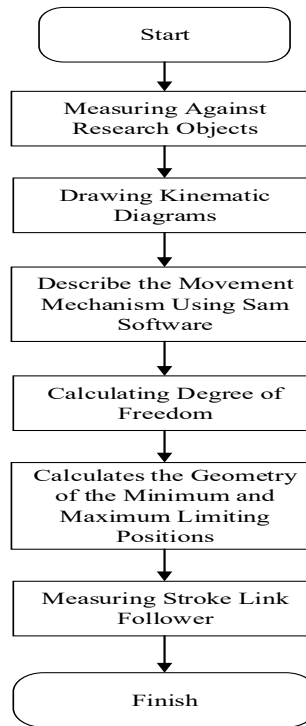 Start
Measuring Against
Research Objects
Drawing Kinematic
Diagrams
Describe the Movement
Mechanism Using Sam
Software
Calculating Degree of
Freedom
Calculates the Geometry
of the Minimum and
Maximum Limiting
Positions
Measuring Stroke Link
Follower
Finish